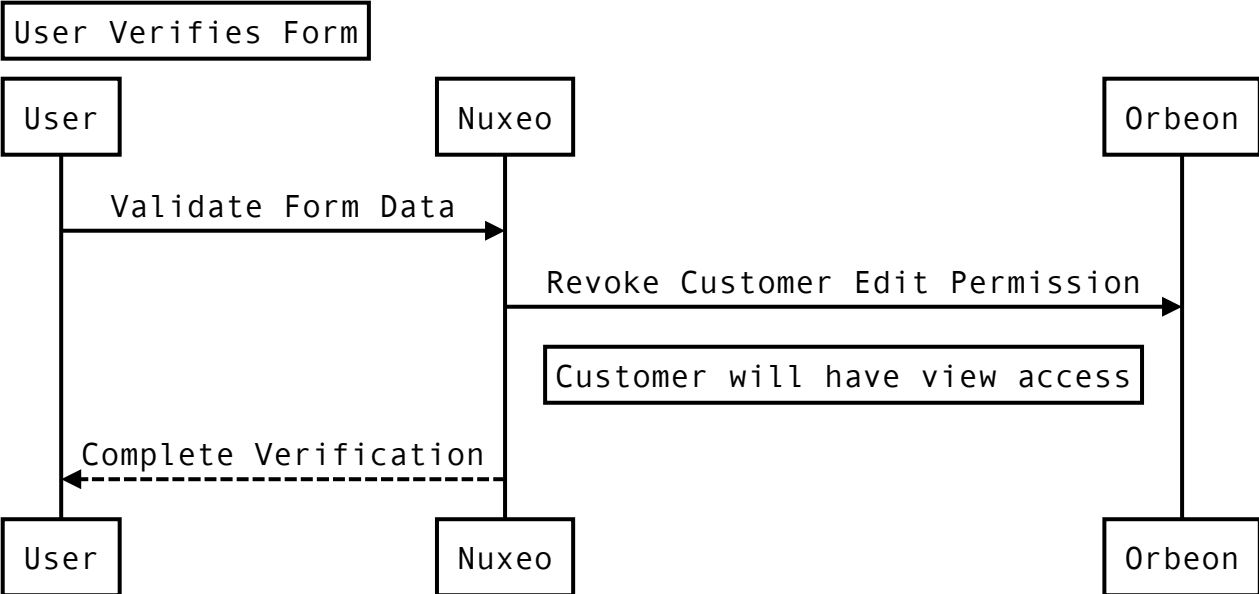 User Verifies Form
User
Nuxeo
Orbeon
Validate Form Data
Revoke Customer Edit Permission
Customer will have view access
Complete Verification
User
Nuxeo
Orbeon